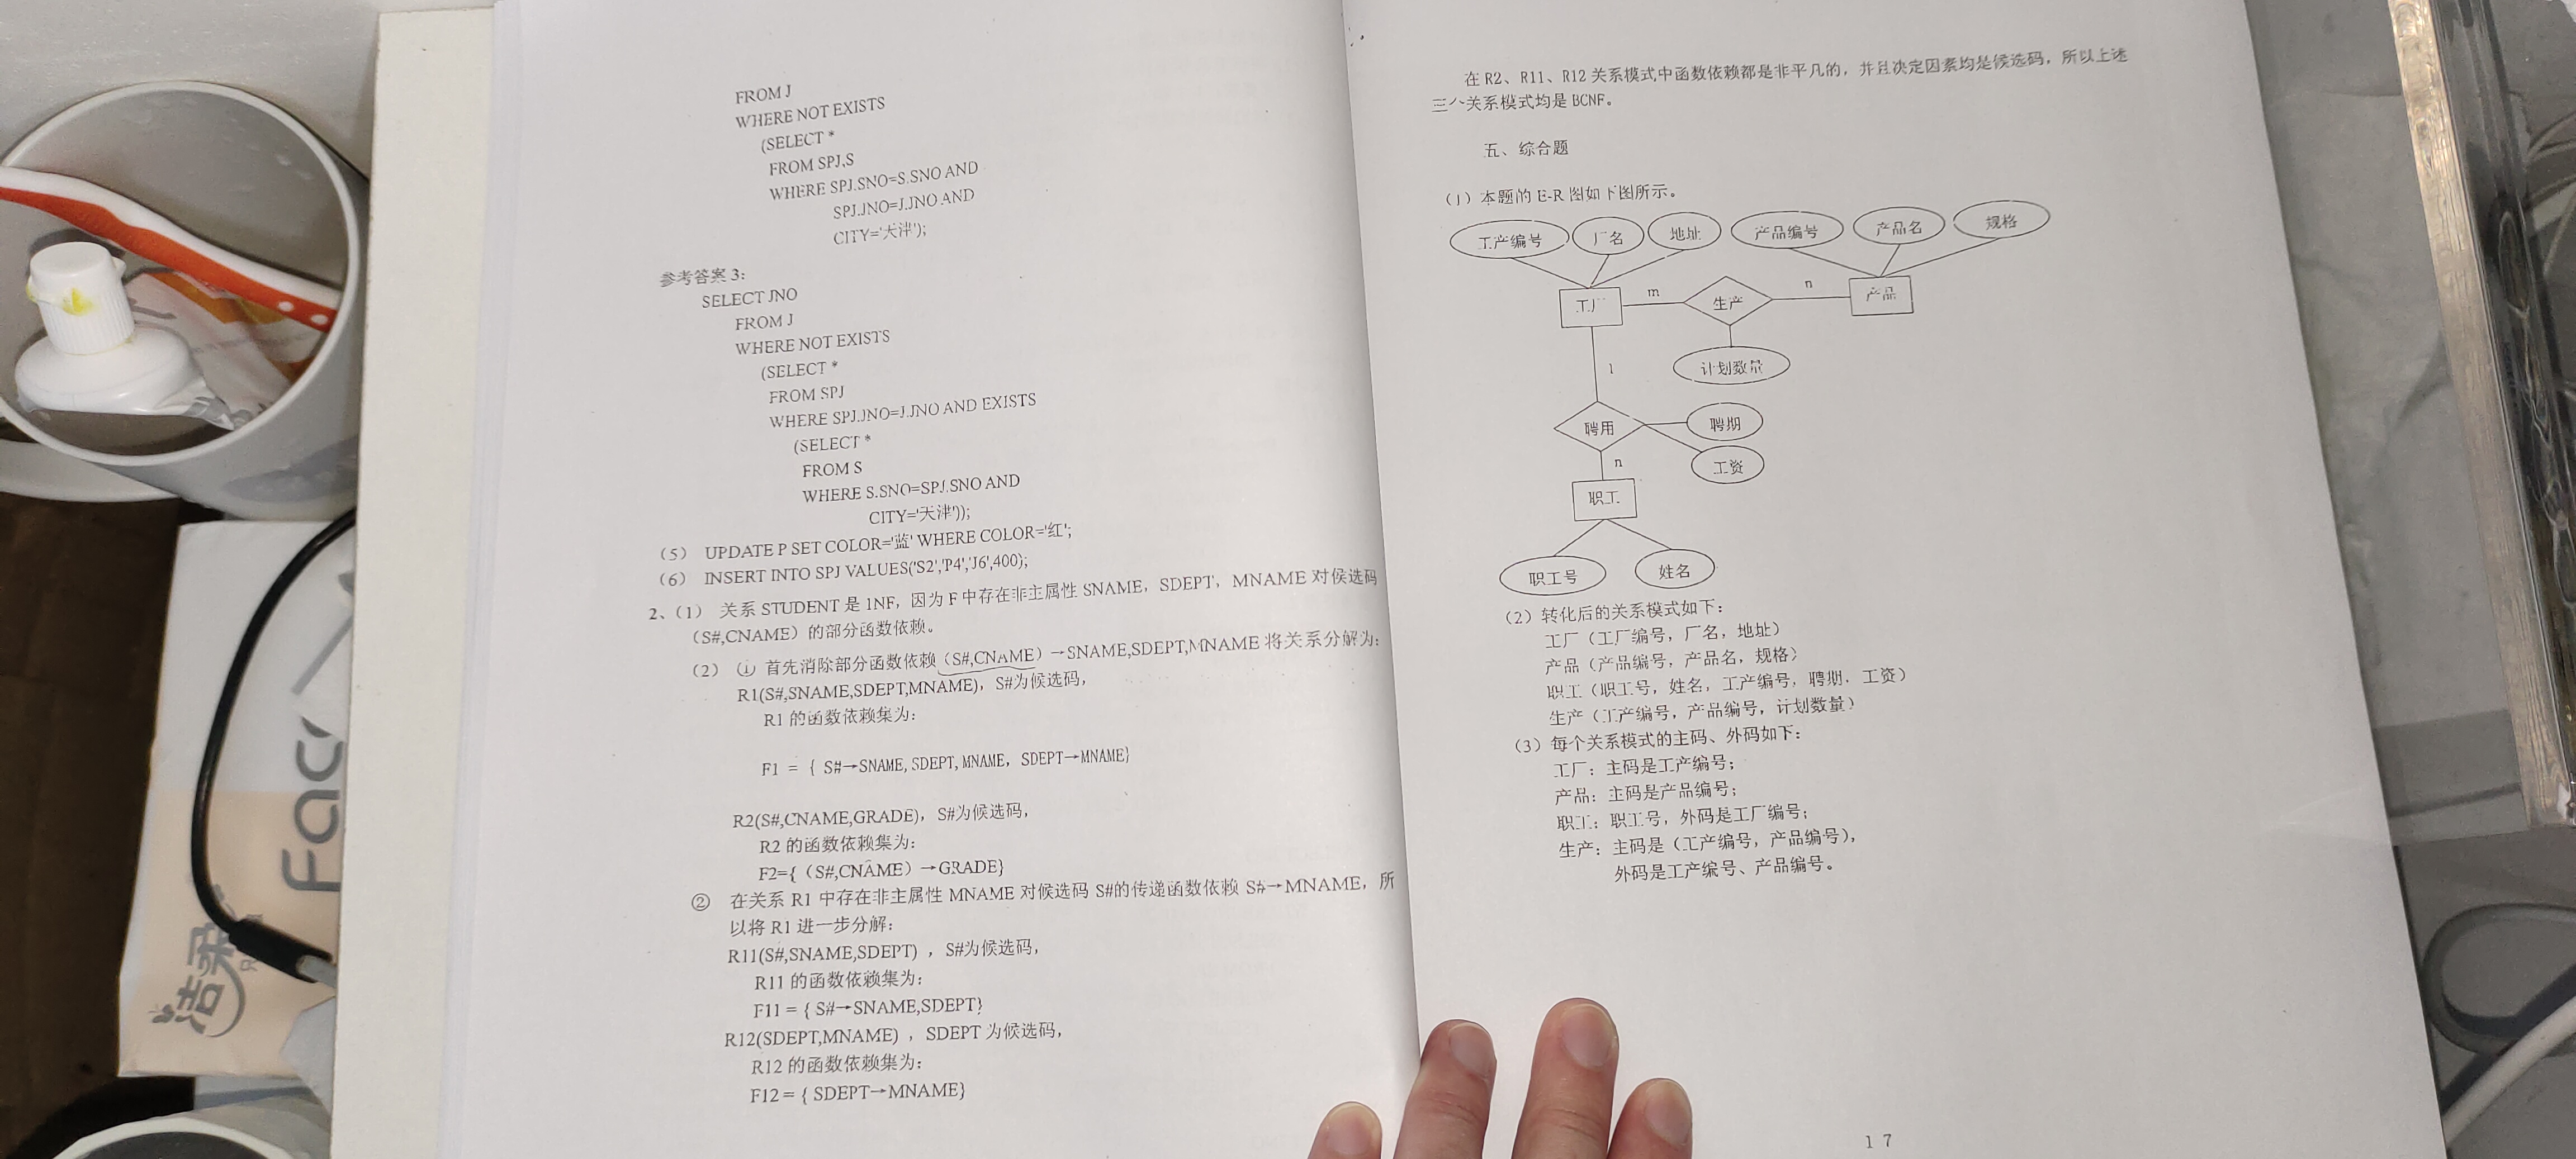 FROM J
WHERE NOT EXISTS
(SELECT *
FROM SPJ,S
WHERE SPJ.SNO=S.SNO AND
SPJ.JNO=J.JNO AND
CITY='天津');
参考答案 3：
SELECT JNO
FROM J
WHERE NOT EXISTS
(SELECT *
FROM SPJ
WHERE SPJ.JNO=J.JNO AND EXISTS
(SELECT *
FROM S
WHERE S.SNO=SPJ.SNO AND
CITY='天津'));
（5） UPDATE P SET COLOR='蓝' WHERE COLOR='红';
（6） INSERT INTO SPJ VALUES('S2','P4','J6',400);
2、（1） 关系 STUDENT 是 1NF，因为 F 中存在非主属性 SNAME，SDEPT，MNAME 对侯选码
（S#,CNAME）的部分函数依赖。
（2） ① 首先消除部分函数依赖（S#,CNAME）→SNAME,SDEPT,MNAME 将关系分解为：
R1(S#,SNAME,SDEPT,MNAME)，S#为候选码，
R1 的函数依赖集为：
F1 = { S#→SNAME, SDEPT, MNAME，SDEPT→MNAME}
R2(S#,CNAME,GRADE)，S#为候选码，
R2 的函数依赖集为：
F2={（S#,CNAME）→GRADE}
② 在关系 R1 中存在非主属性 MNAME 对候选码 S#的传递函数依赖 S#→MNAME，所
以将 R1 进一步分解：
R11(S#,SNAME,SDEPT) ，S#为候选码，
R11 的函数依赖集为：
F11 = { S#→SNAME,SDEPT}
R12(SDEPT,MNAME) ，SDEPT 为候选码，
R12 的函数依赖集为：
F12 = { SDEPT→MNAME}
在 R2、R11、R12 关系模式中函数依赖都是非平凡的，并且决定因素均是候选码，所以上述
三个关系模式均是 BCNF。
五、综合题
（1）本题的 E-R 图如下图所示。
工产编号 厂名 地址 产品编号 产品名 规格
工厂 m 生产 n 产品
计划数量
1
聘用 聘期
工资
n
职工
职工号 姓名
（2）转化后的关系模式如下：
工厂（工厂编号，厂名，地址）
产品（产品编号，产品名，规格）
职工（职工号，姓名，工产编号，聘期，工资）
生产（工产编号，产品编号，计划数量）
（3）每个关系模式的主码、外码如下：
工厂：主码是工产编号；
产品：主码是产品编号；
职工：职工号，外码是工厂编号；
生产：主码是（工产编号，产品编号），
外码是工产编号、产品编号。
17
Fac
洁柔